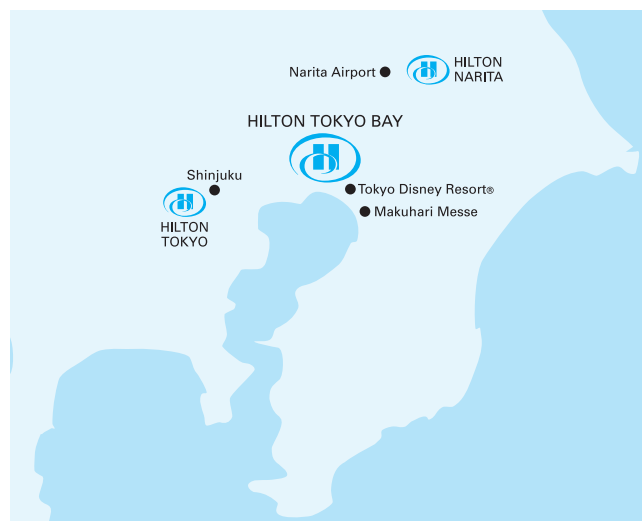 Narita Airport
HILTON
NARITA
HILTON TOKYO BAY
Shinjuku
Tokyo Disney Resort®
HILTON
TOKYO
Makuhari Messe